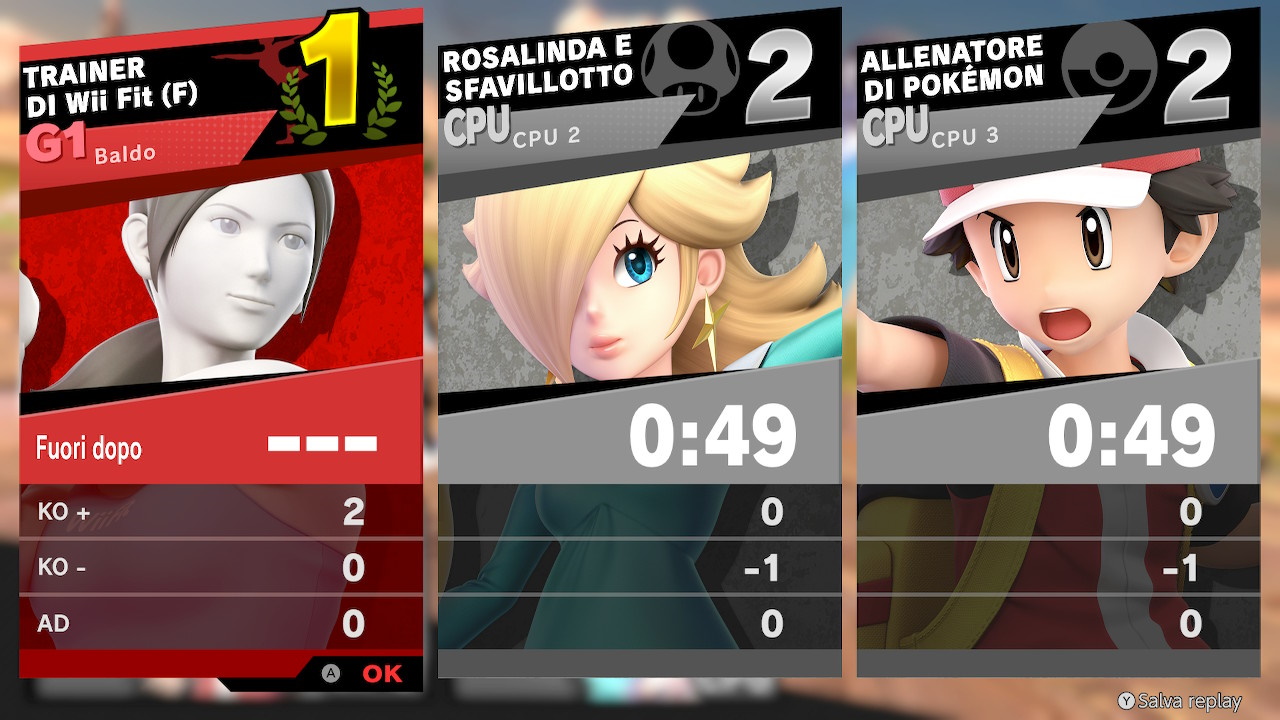 TRAINER
DI Wii Fit (F)
1
G1 Baldo
ROSALINDA E
SFAVILLOTTO
2
CPU CPU 2
ALLENATORE
DI POKÉMON
2
CPU CPU 3
Fuori dopo ---
0:49
0:49
KO + 2 0 0
KO - 0 -1 -1
AD 0 0 0
A OK
Y Salva replay